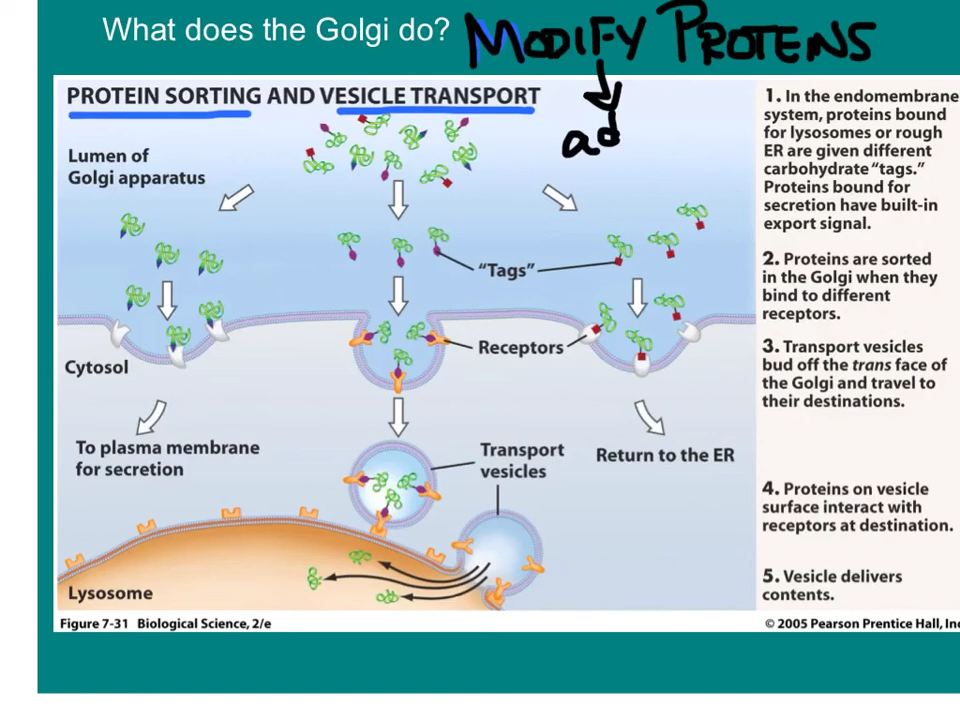 What does the Golgi do? MODIFY PROTENS
ad
PROTEIN SORTING AND VESICLE TRANSPORT
Lumen of
Golgi apparatus
"Tags"
Receptors
Cytosol
To plasma membrane
for secretion
Transport
vesicles
Return to the ER
Lysosome
1. In the endomembrane
system, proteins bound
for lysosomes or rough
ER are given different
carbohydrate "tags."
Proteins bound for
secretion have built-in
export signal.
2. Proteins are sorted
in the Golgi when they
bind to different
receptors.
3. Transport vesicles
bud off the trans face of
the Golgi and travel to
their destinations.
4. Proteins on vesicle
surface interact with
receptors at destination.
5. Vesicle delivers
contents.
Figure 7-31 Biological Science, 2/e
© 2005 Pearson Prentice Hall, Inc